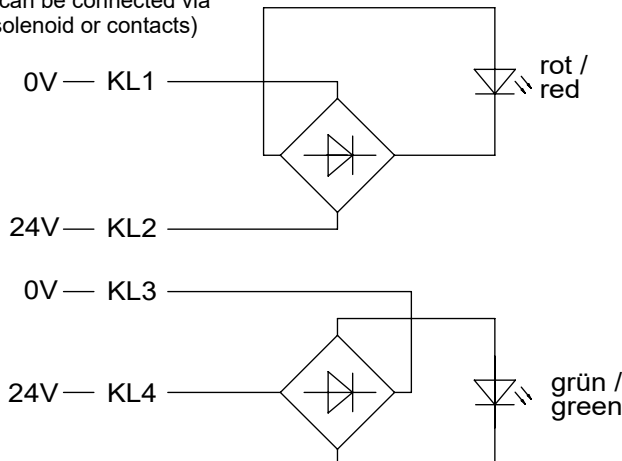 can be connected via
solenoid or contacts)
0V — KL1
rot /
red
24V — KL2
0V — KL3
24V — KL4
grün /
green